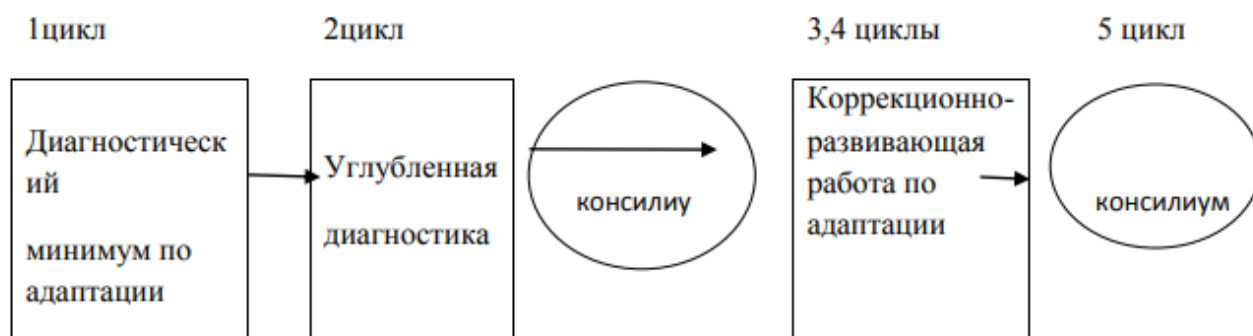 1цикл
2цикл
3,4 циклы
5 цикл
Диагностическ
ий
минимум по
адаптации
Углубленная
диагностика
консилиу
Коррекционно-
развивающая
работа по
адаптации
консилиум